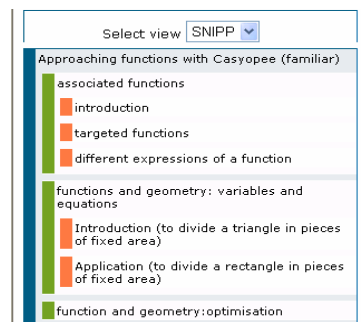 Select view SNIPP
Approaching functions with Casyopee (familiar)
associated functions
introduction
targeted functions
different expressions of a function
functions and geometry: variables and
equations
Introduction (to divide a triangle in pieces
of fixed area)
Application (to divide a rectangle in pieces
of fixed area)
function and geometry:optimisation